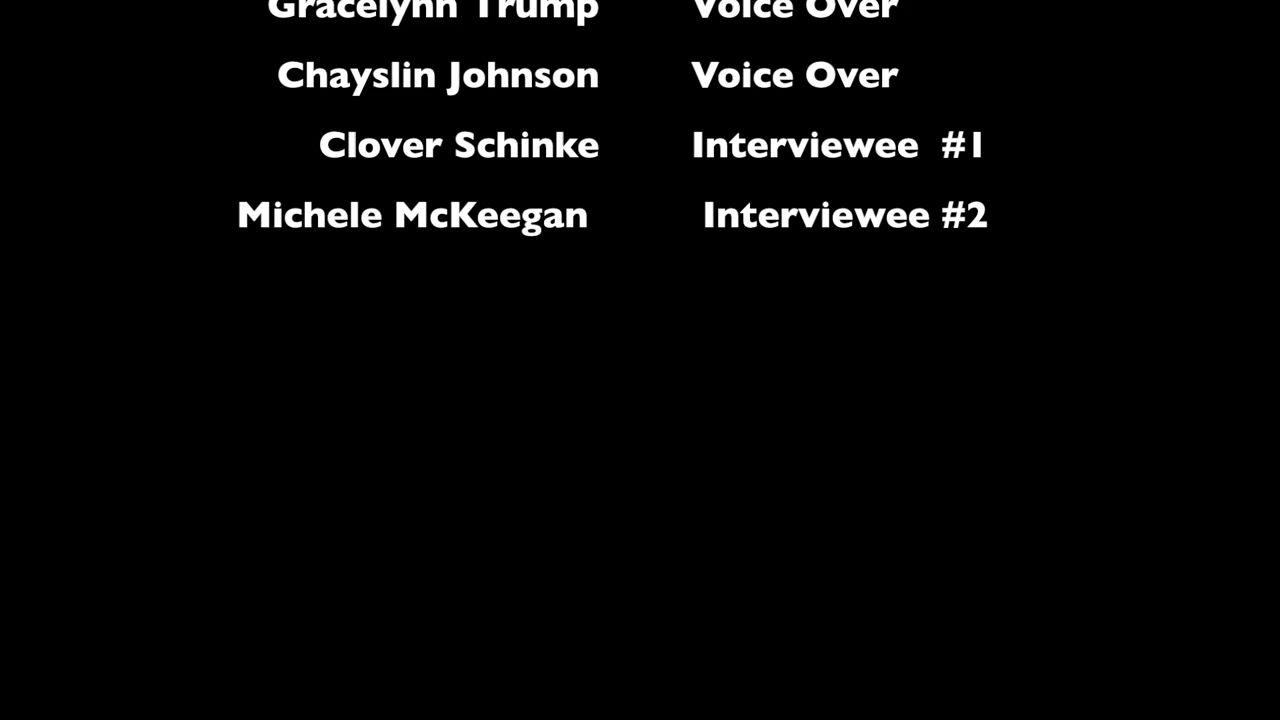 Gracelynn Trump Voice Over
Chayslin Johnson Voice Over
Clover Schinke Interviewee #1
Michele McKeegan Interviewee #2